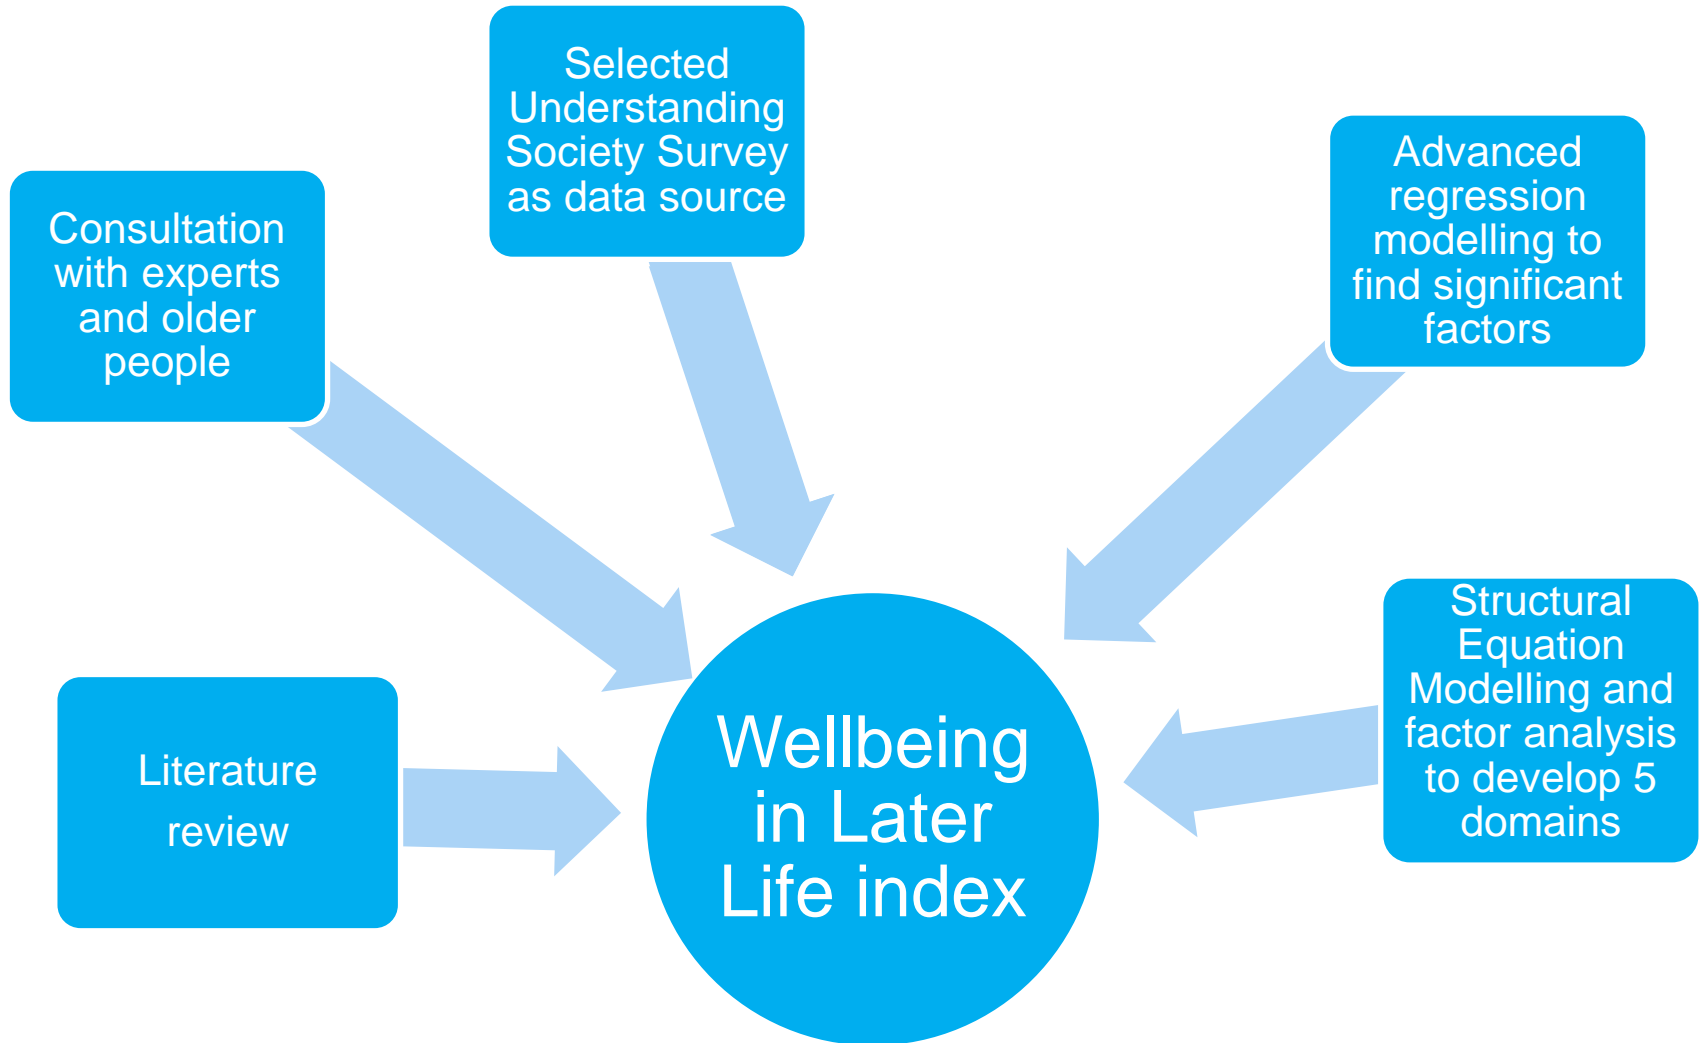 Selected
Understanding
Society Survey
as data source
Advanced
regression
modelling to
find significant
factors
Consultation
with experts
and older
people
Structural
Equation
Modelling and
factor analysis
to develop 5
domains
Literature
review
Wellbeing
in Later
Life index